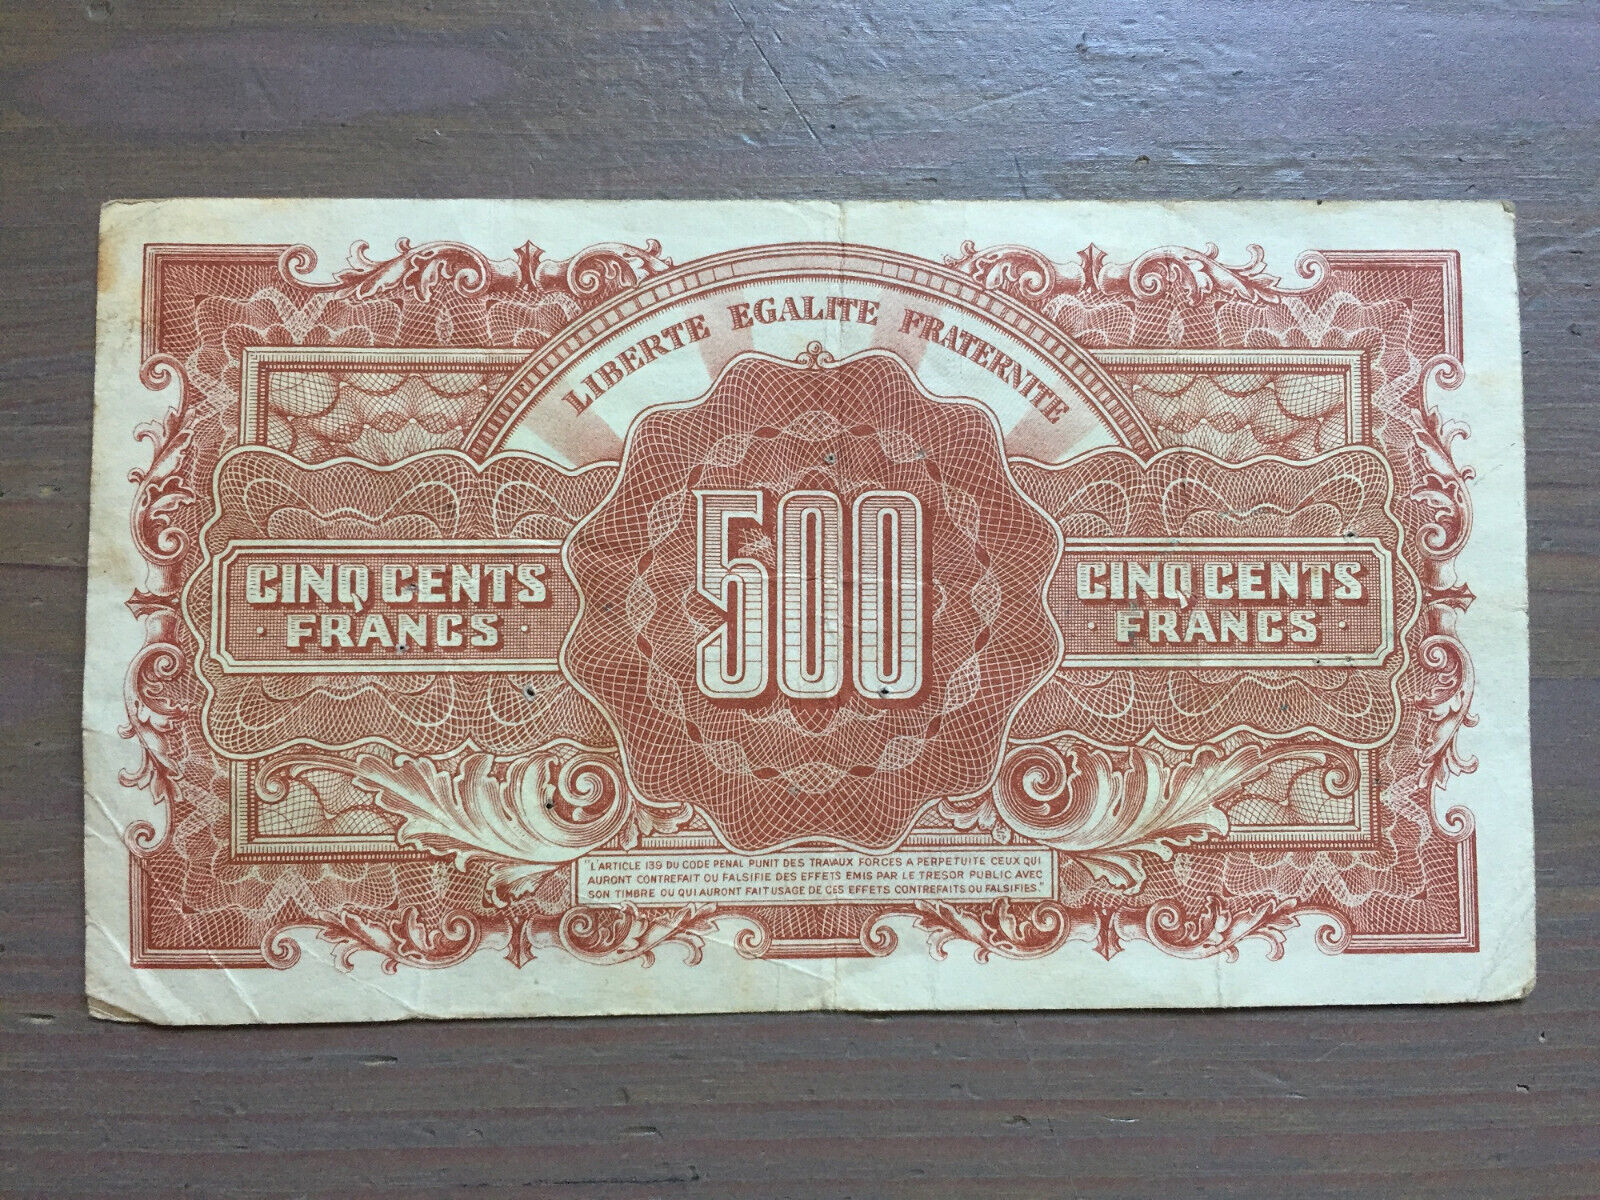 LIBERTE EGALITE FRATERNITE
CINQ CENTS
FRANCS
500
CINQ CENTS
FRANCS
"L'ARTICLE 139 DU CODE PENAL PUNIT DES TRAVAUX FORCES A PERPETUITE CEUX QUI
AURONT CONTREFAIT OU FALSIFIE DES EFFETS EMIS PAR LE TRESOR PUBLIC AVEC
SON TIMBRE OU QUI AURONT FAIT USAGE DE CES EFFETS CONTREFAITS OU FALSIFIES."